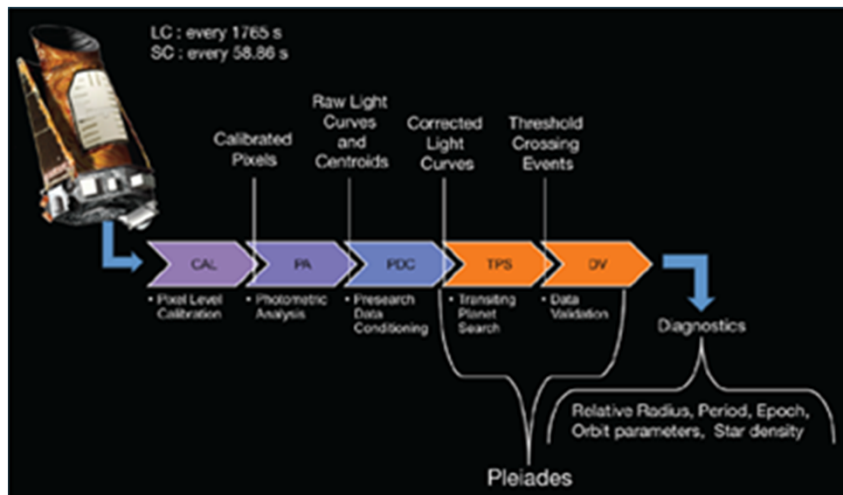 LC : every 1765 s
SC : every 58.86 s
Calibrated
Pixels
Raw Light
Curves
and
Centroids
Corrected
Light
Curves
Threshold
Crossing
Events
CAL
PA
PDC
TPS
DV
• Pixel Level
Calibration
• Photometric
Analysis
• Presearch
Data
Conditioning
• Transiting
Planet
Search
• Data
Validation
Diagnostics
Relative Radius, Period, Epoch,
Orbit parameters, Star density
Pleiades